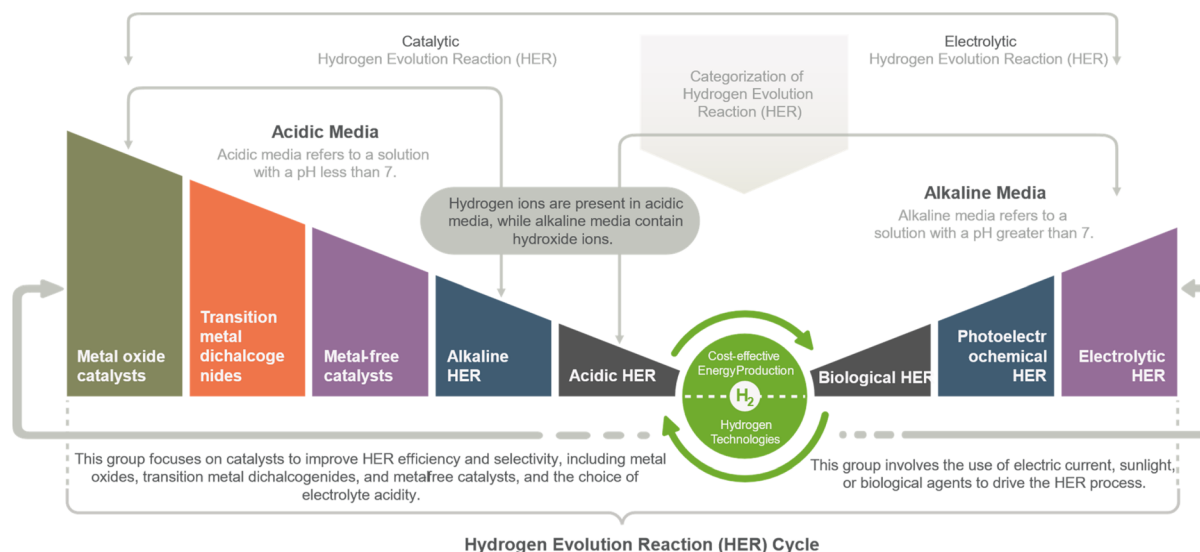 Catalytic
Hydrogen Evolution Reaction (HER)
Electrolytic
Hydrogen Evolution Reaction (HER)
Categorization of
Hydrogen Evolution
Reaction (HER)
Acidic Media
Acidic media refers to a solution
with a pH less than 7.
Hydrogen ions are present in acidic
media, while alkaline media contain
hydroxide ions.
Alkaline Media
Alkaline media refers to a
solution with a pH greater than 7.
Metal oxide
catalysts
Transition
metal
dichalcoge
nides
Metal-free
catalysts
Alkaline
HER
Acidic HER
Cost-effective
EnergyProduction
H2
Hydrogen
Technologies
Biological HER
Photoelectr
ochemical
HER
Electrolytic
HER
This group focuses on catalysts to improve HER efficiency and selectivity, including metal
oxides, transition metal dichalcogenides, and metalfree catalysts, and the choice of
electrolyte acidity.
This group involves the use of electric current, sunlight,
or biological agents to drive the HER process.
Hydrogen Evolution Reaction (HER) Cycle